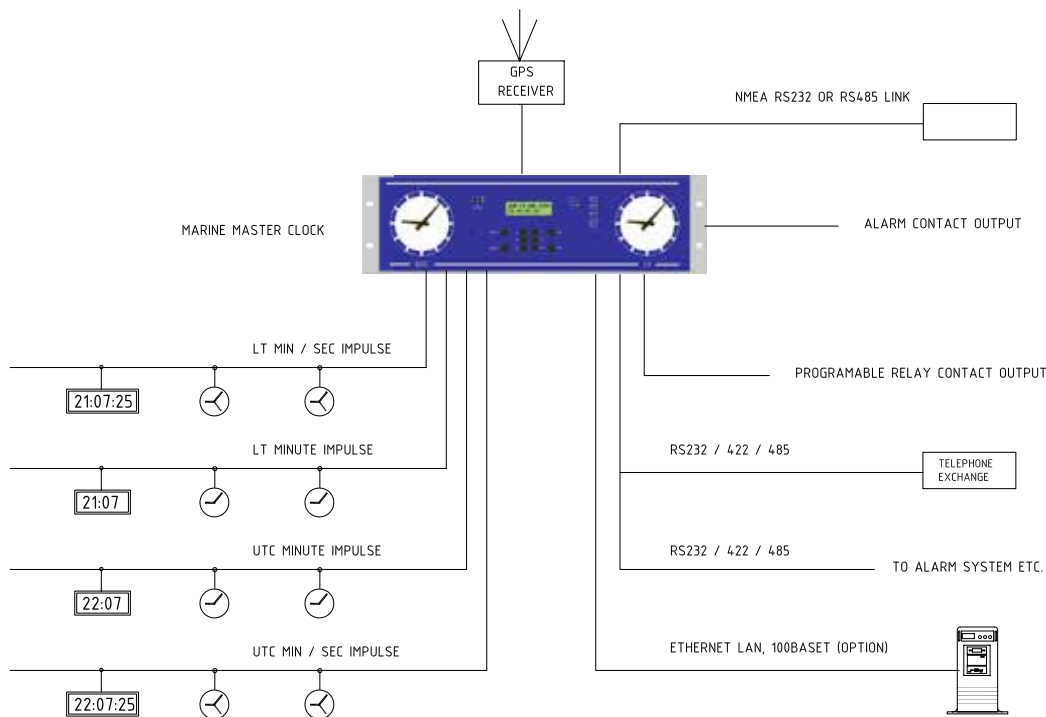 GPS
RECEIVER
NMEA RS232 OR RS485 LINK
MARINE MASTER CLOCK
ALARM CONTACT OUTPUT
LT MIN / SEC IMPULSE
PROGRAMABLE RELAY CONTACT OUTPUT
21:07:25
LT MINUTE IMPULSE
RS232 / 422 / 485
TELEPHONE
EXCHANGE
21:07
UTC MINUTE IMPULSE
RS232 / 422 / 485
TO ALARM SYSTEM ETC.
22:07
UTC MIN / SEC IMPULSE
ETHERNET LAN, 100BASET (OPTION)
22:07:25